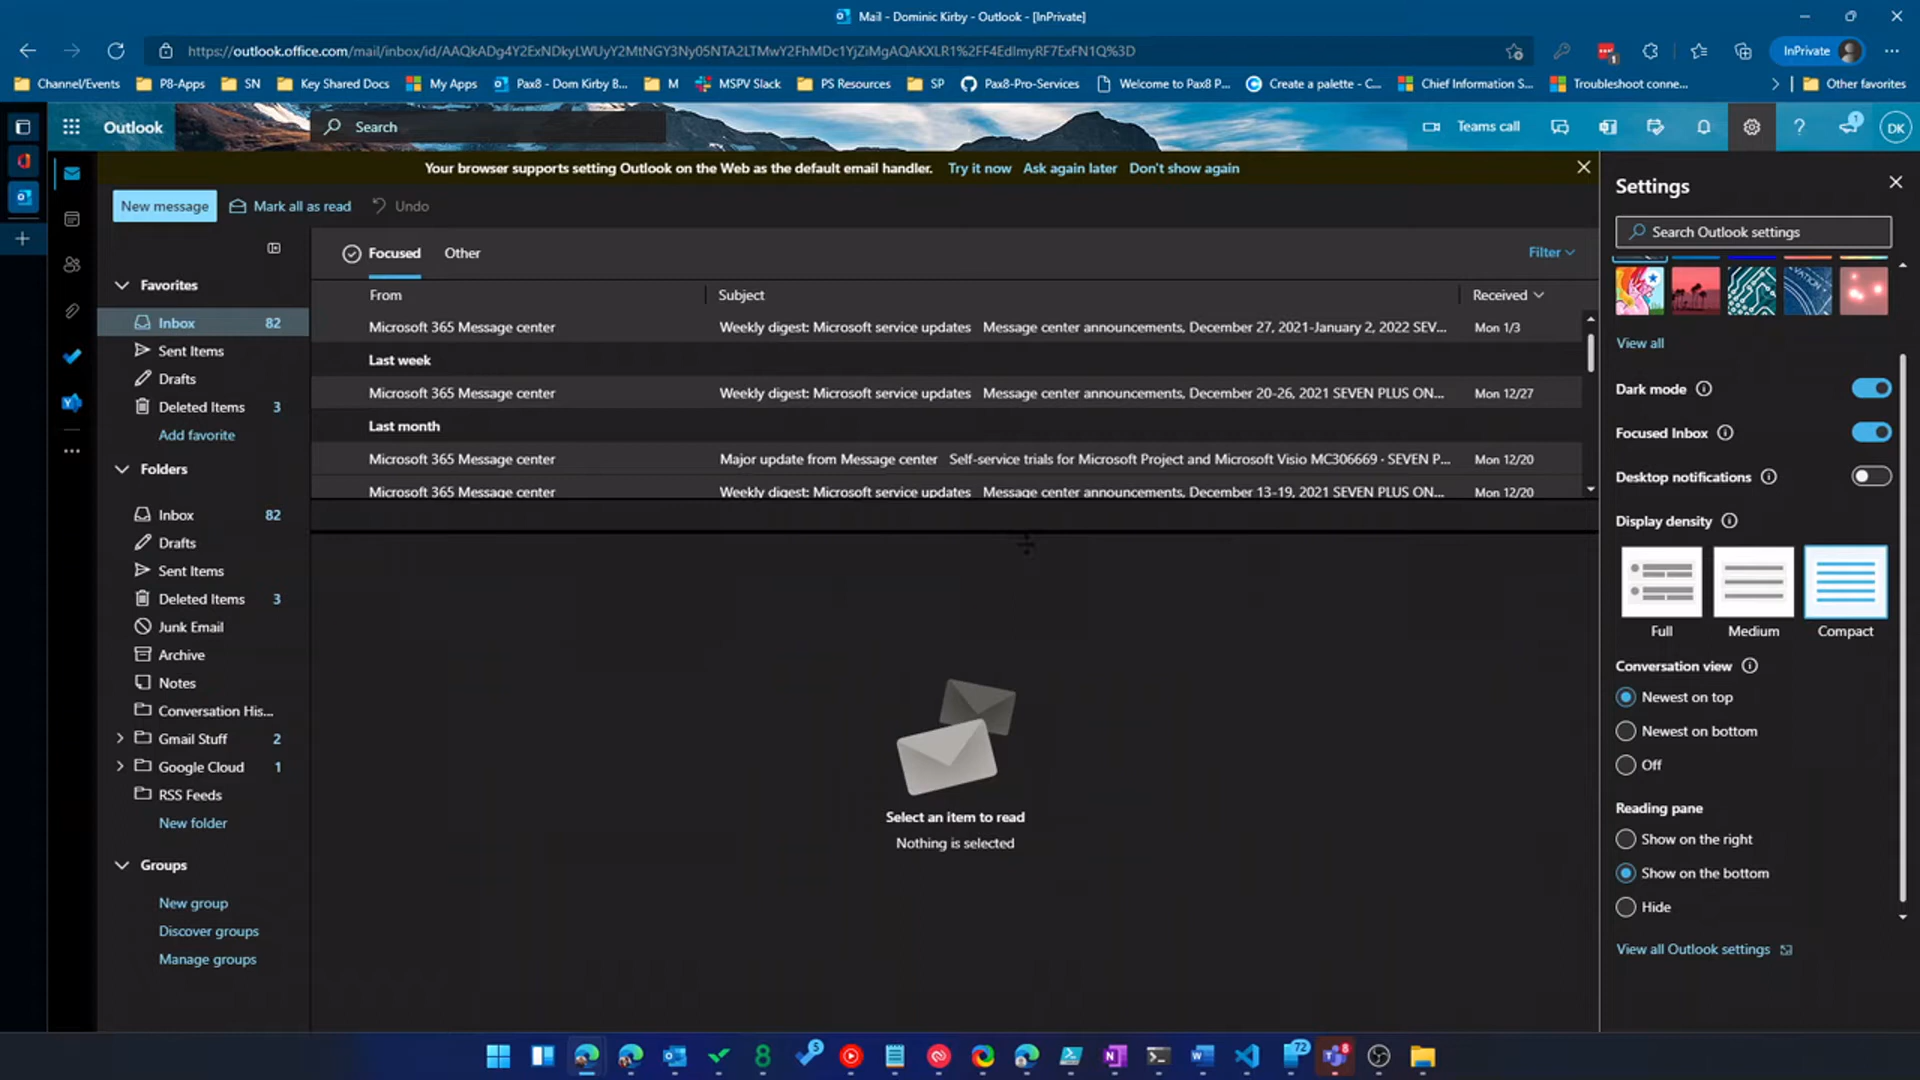 Mail - Dominic Kirby - Outlook - [InPrivate]
https://outlook.office.com/mail/inbox/id/AAQkADg4Y2ExNDkyLWUyY2MtNGY3Ny05NTA2LTMwY2FhMDc1YjZiMgAQAKXLR1%2FF4EdImyRF7ExFN1Q%3D
1
InPrivate
Channel/Events
P8-Apps
SN
Key Shared Docs
My Apps
Pax8 - Dom Kirby B...
M
MSPV Slack
PS Resources
SP
Pax8-Pro-Services
Welcome to Pax8 P...
Create a palette - C...
Chief Information S...
Troubleshoot conne...
Other favorites
Outlook
Search
Teams call
?
1
DK
Your browser supports setting Outlook on the Web as the default email handler. Try it now Ask again later Don't show again
New message
Mark all as read
Undo
Favorites
Inbox 82
Sent Items
Drafts
Deleted Items 3
Add favorite
Folders
Inbox 82
Drafts
Sent Items
Deleted Items 3
Junk Email
Archive
Notes
Conversation His...
Gmail Stuff 2
Google Cloud 1
RSS Feeds
New folder
Groups
New group
Discover groups
Manage groups
Focused Other Filter
From Subject Received
Microsoft 365 Message center Weekly digest: Microsoft service updates Message center announcements, December 27, 2021-January 2, 2022 SEV... Mon 1/3
Last week
Microsoft 365 Message center Weekly digest: Microsoft service updates Message center announcements, December 20-26, 2021 SEVEN PLUS ON... Mon 12/27
Last month
Microsoft 365 Message center Major update from Message center Self-service trials for Microsoft Project and Microsoft Visio MC306669 · SEVEN P... Mon 12/20
Microsoft 365 Message center Weekly digest: Microsoft service updates Message center announcements, December 13-19, 2021 SEVEN PLUS ON... Mon 12/20
Select an item to read
Nothing is selected
Settings
Search Outlook settings
View all
Dark mode
Focused Inbox
Desktop notifications
Display density
Full Medium Compact
Conversation view
Newest on top
Newest on bottom
Off
Reading pane
Show on the right
Show on the bottom
Hide
View all Outlook settings
8 5 72 8